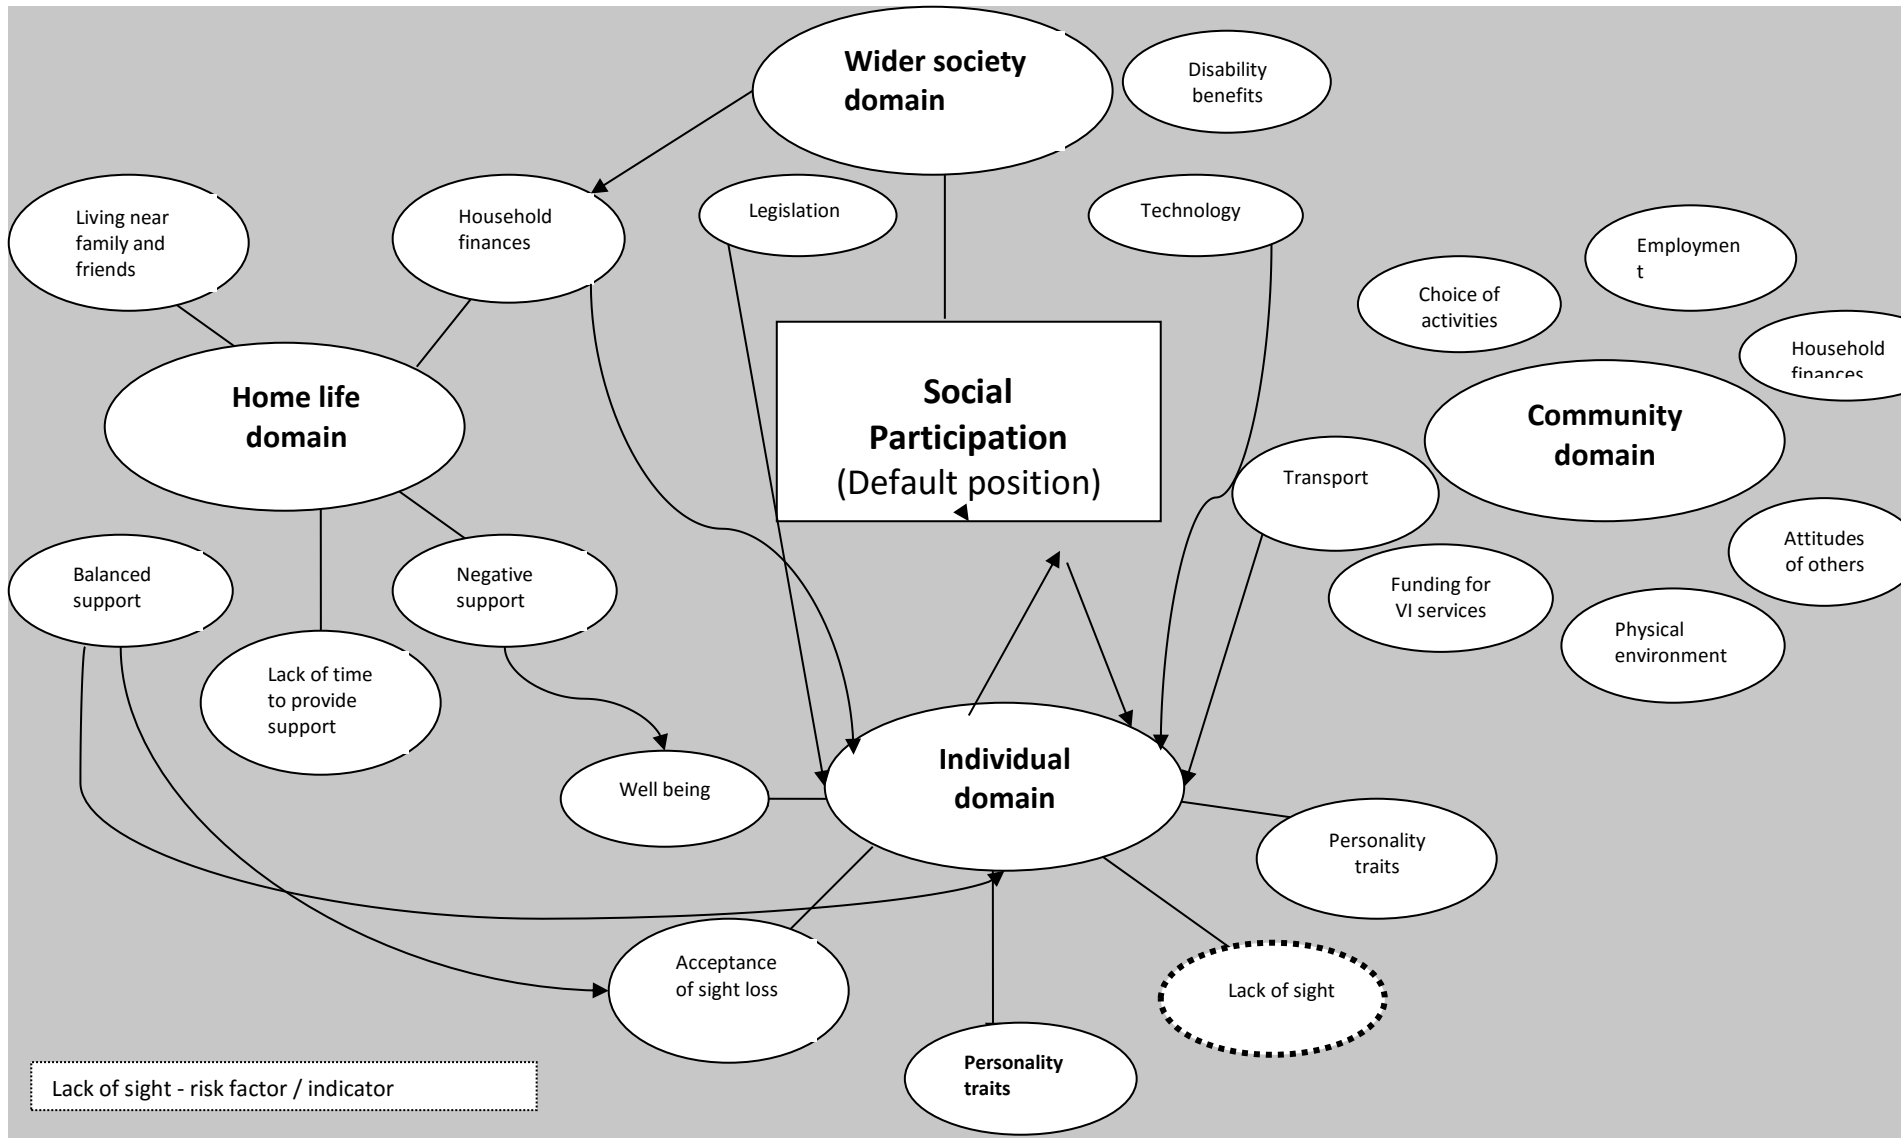 Wider society
domain
Disability
benefits
Living near
family and
friends
Household
finances
Legislation
Technology
Employmen
t
Choice of
activities
Household
finances
Home life
domain
Social
Participation
(Default position)
Community
domain
Transport
Balanced
support
Negative
support
Funding for
VI services
Attitudes
of others
Physical
environment
Lack of time
to provide
support
Well being
Individual
domain
Personality
traits
Acceptance
of sight loss
Lack of sight
Personality
traits
Lack of sight - risk factor / indicator